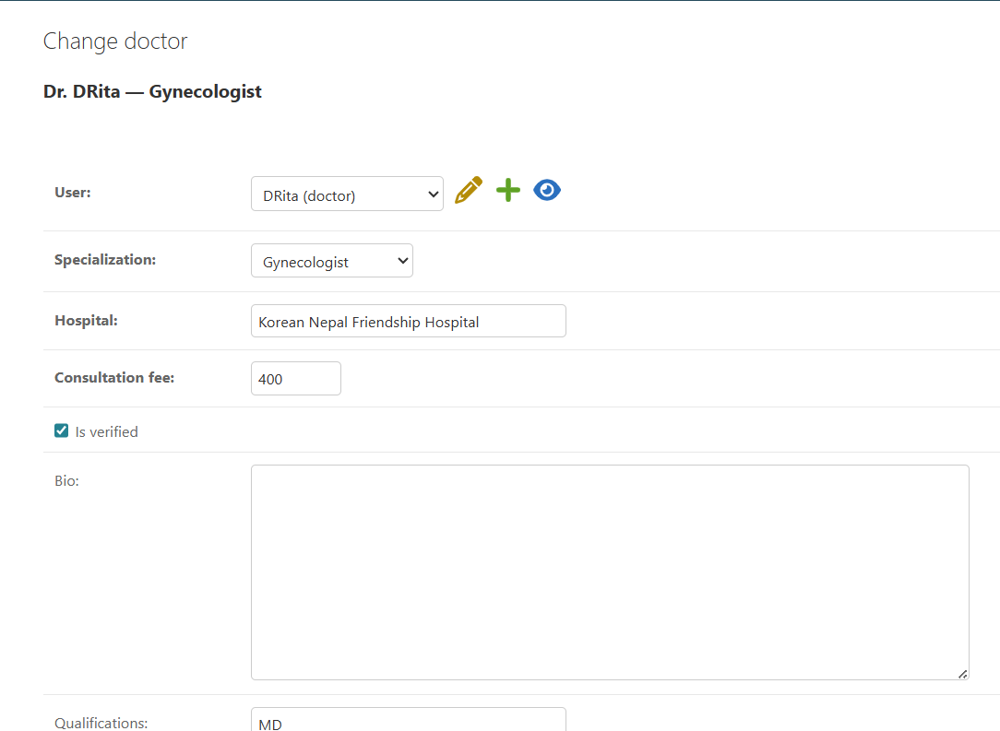 Change doctor
Dr. DRita — Gynecologist
User:
DRita (doctor)
Specialization:
Gynecologist
Hospital:
Korean Nepal Friendship Hospital
Consultation fee:
400
Is verified
Bio:
Qualifications:
MD